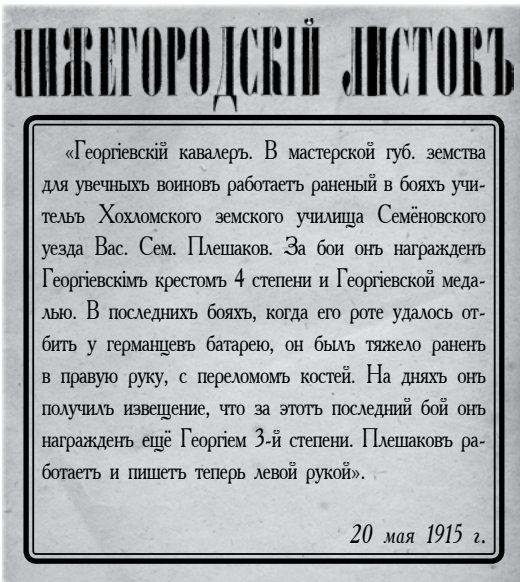 НИЖЕГОРОДСКІЙ ЛИСТОКЪ
«Георгіевскій кавалеръ. В мастерской губ. земства
для увечныхъ воиновъ работаетъ раненый в бояхъ учи-
тельъ Хохломского земского училища Семёновского
уезда Вас. Сем. Плешаков. За бои онъ награжденъ
Георгіевскімъ крестомъ 4 степени и Георгіевской меда-
лью. В последнихъ бояхъ, когда его роте удалось от-
бить у германцевъ батарею, он былъ тяжело раненъ
в правую руку, с переломомъ костей. На дняхъ онъ
получилъ извещение, что за этотъ последний бой онъ
награжденъ ещё Георгіем 3-й степени. Плешаковъ ра-
ботаетъ и пишетъ теперь левой рукой».
20 мая 1915 г.